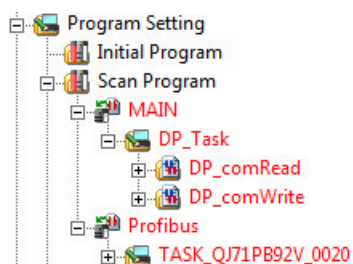 Program Setting
Initial Program
Scan Program
MAIN
DP_Task
DP_comRead
DP_comWrite
Profibus
TASK_QJ71PB92V_0020